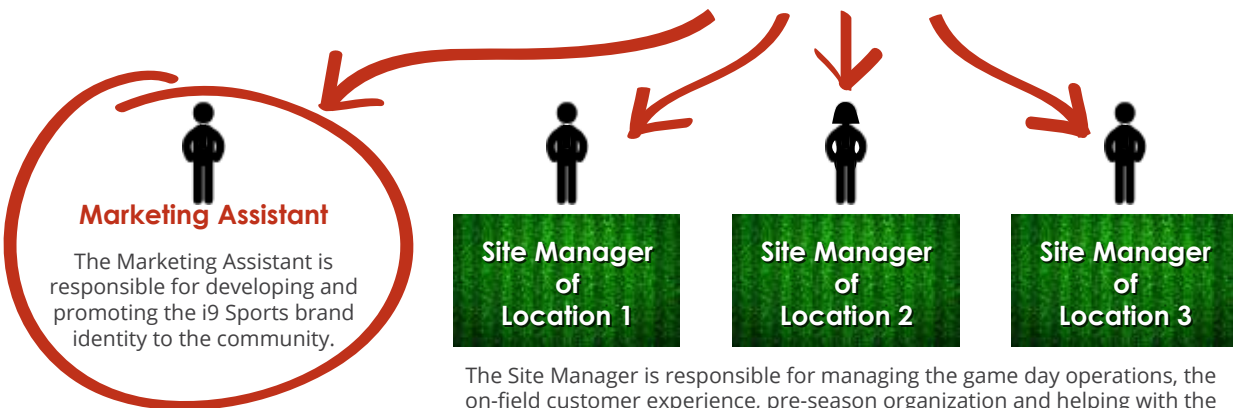 Marketing Assistant
The Marketing Assistant is
responsible for developing and
promoting the i9 Sports brand
identity to the community.
Site Manager
of
Location 1
Site Manager
of
Location 2
Site Manager
of
Location 3
The Site Manager is responsible for managing the game day operations, the
on-field customer experience, pre-season organization and helping with the